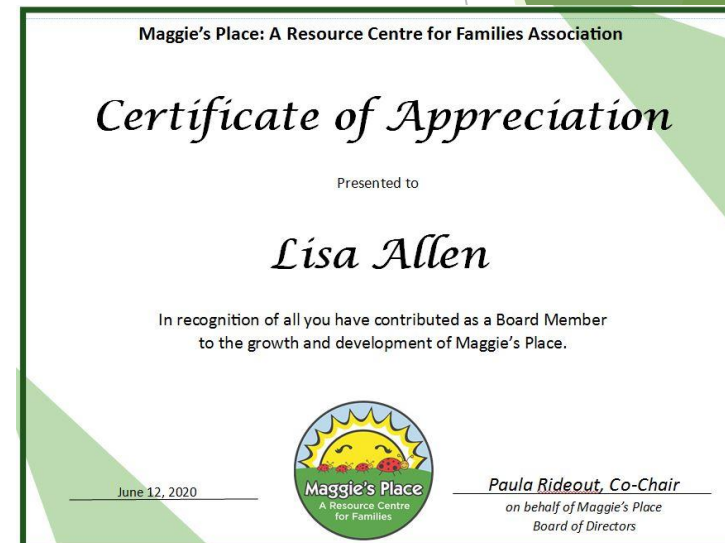 Maggie's Place: A Resource Centre for Families Association
Certificate of Appreciation
Presented to
Lisa Allen
In recognition of all you have contributed as a Board Member
to the growth and development of Maggie's Place.
Maggie's Place
A Resource Centre
for Families
June 12, 2020
Paula Rideout, Co-Chair
on behalf of Maggie's Place
Board of Directors